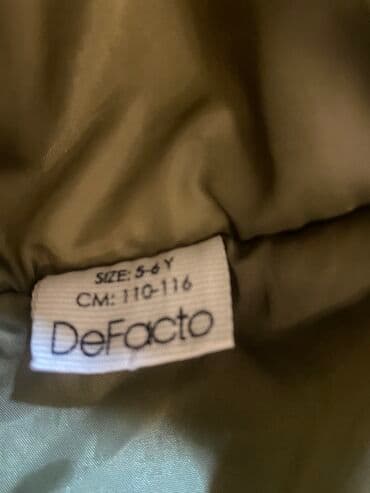 SIZE: 5-6 Y
CM: 110-116
DeFacto